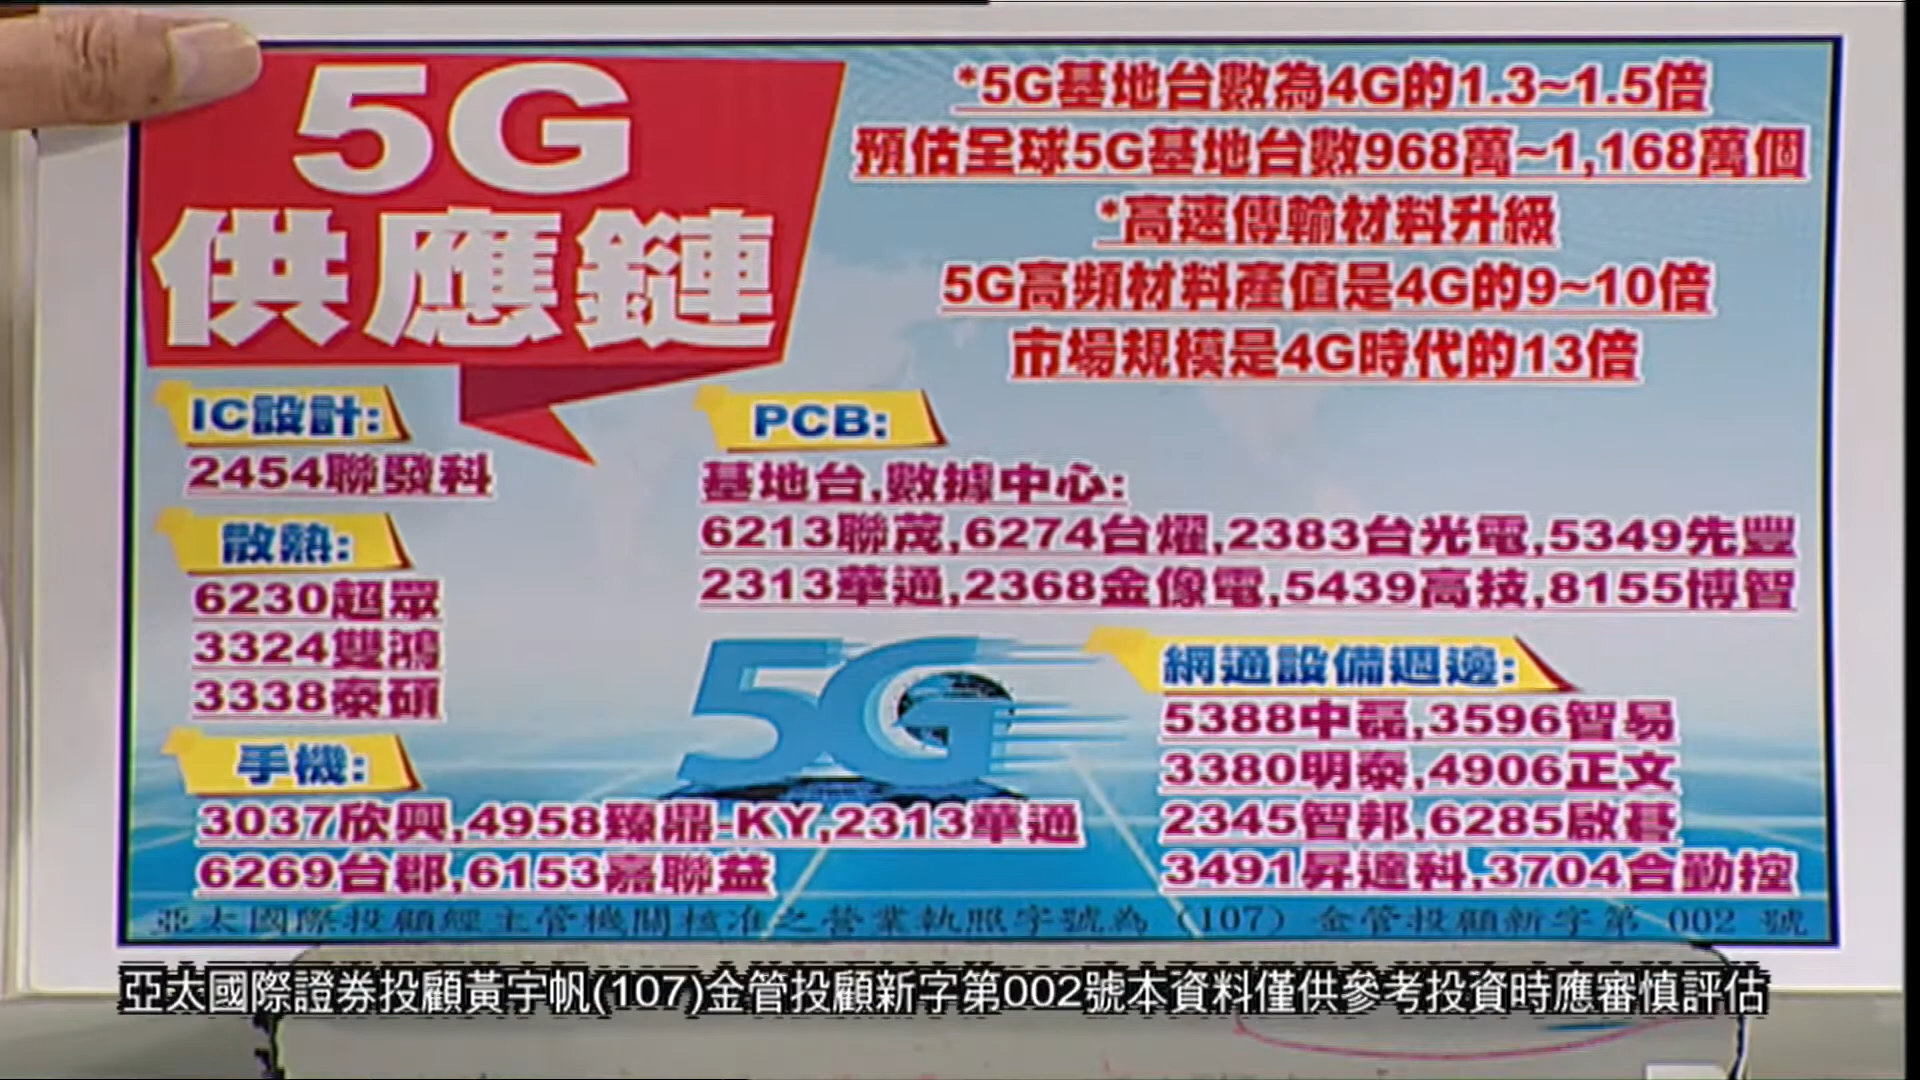 5G
供應鏈
*5G基地台數為4G的1.3~1.5倍
預估全球5G基地台數968萬~1,168萬個
*高速傳輸材料升級
5G高頻材料產值是4G的9~10倍
市場規模是4G時代的13倍
IC設計:
2454聯發科
散熱:
6230超眾
3324雙鴻
3338泰碩
手機:
3037欣興,4958臻鼎-KY,2313華通
6269台郡,6153嘉聯益
PCB:
基地台,數據中心:
6213聯茂,6274台燿,2383台光電,5349先豐
2313華通,2368金像電,5439高技,8155博智
5G
網通設備週邊:
5388中磊,3596智易
3380明泰,4906正文
2345智邦,6285啟碁
3491昇達科,3704合勤控
亞太國際投顧經主管機關核准之營業執照字號為 (107) 金管投顧新字第 002 號
亞太國際證券投顧黃宇帆(107)金管投顧新字第002號本資料僅供參考投資時應審慎評估